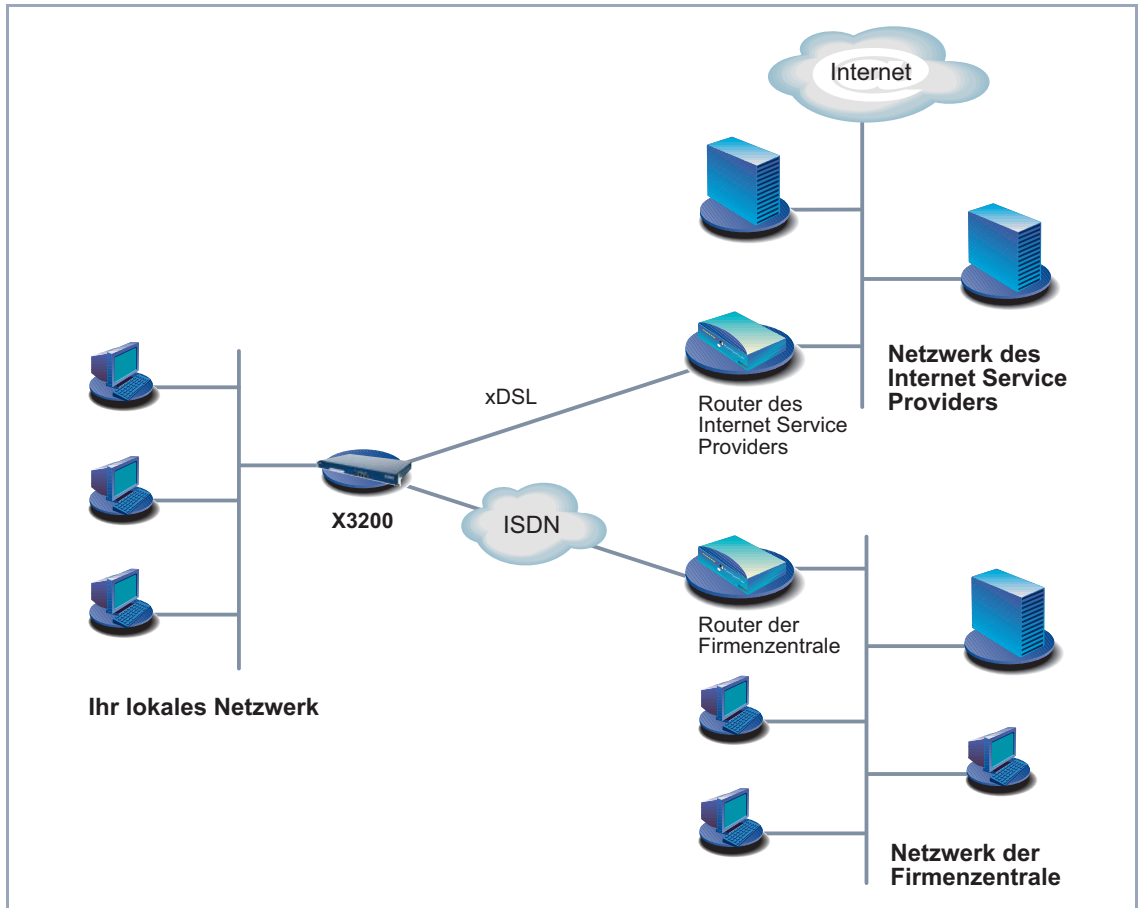 Internet
Netzwerk des
Internet Service
Providers
xDSL
Router des
Internet Service
Providers
X3200
ISDN
Router der
Firmenzentrale
Ihr lokales Netzwerk
Netzwerk der
Firmenzentrale